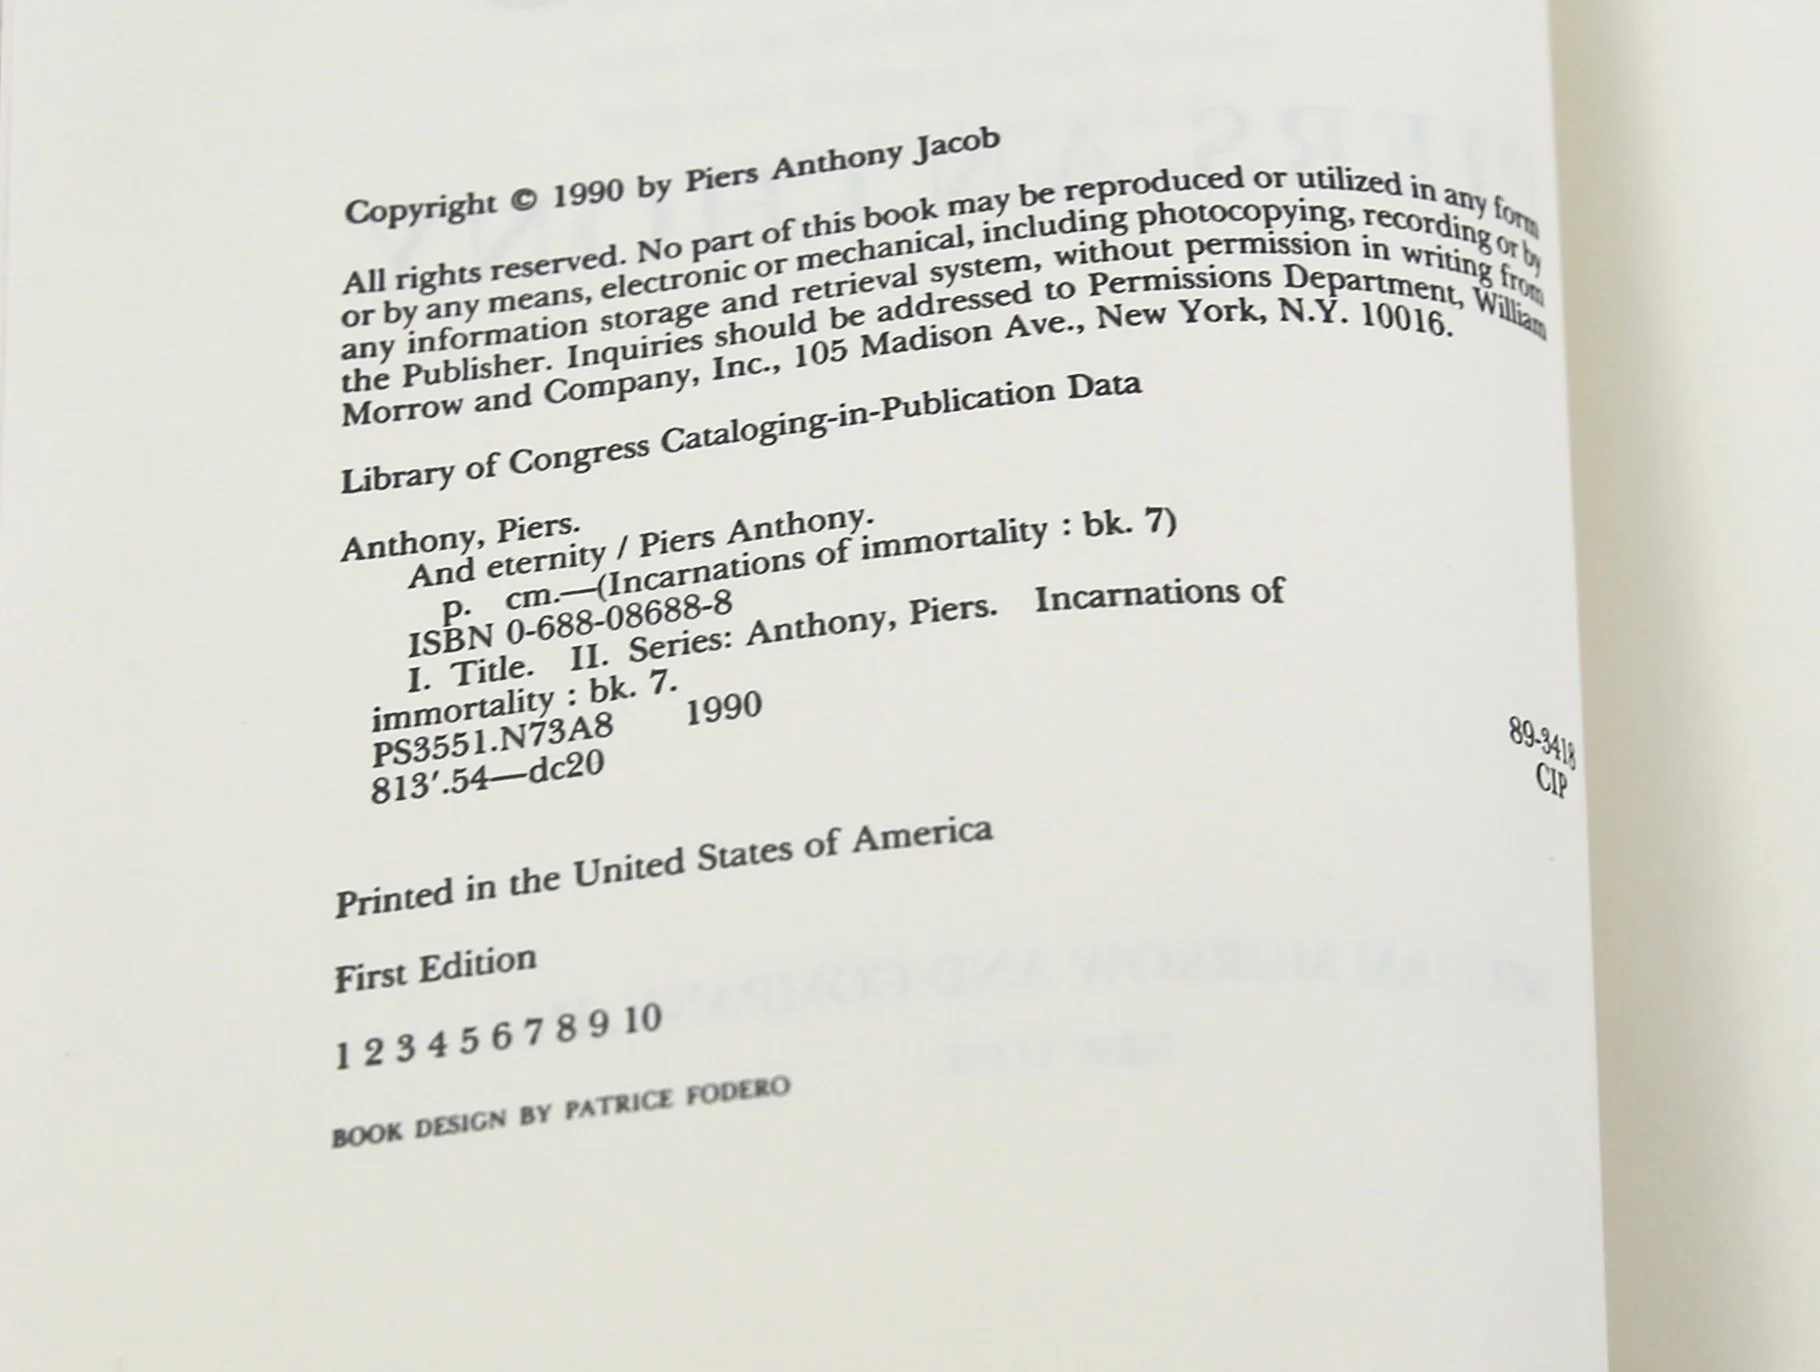 Copyright © 1990 by Piers Anthony Jacob
All rights reserved. No part of this book may be reproduced or utilized in any form
or by any means, electronic or mechanical, including photocopying, recording or by
any information storage and retrieval system, without permission in writing from
the Publisher. Inquiries should be addressed to Permissions Department, William
Morrow and Company, Inc., 105 Madison Ave., New York, N.Y. 10016.
Library of Congress Cataloging-in-Publication Data
Anthony, Piers.
And eternity / Piers Anthony.
p. cm.—(Incarnations of immortality : bk. 7)
ISBN 0-688-08688-8
I. Title. II. Series: Anthony, Piers. Incarnations of
immortality : bk. 7.
PS3551.N73A8 1990
813′.54—dc20
89-3418
CIP
Printed in the United States of America
First Edition
1 2 3 4 5 6 7 8 9 10
BOOK DESIGN BY PATRICE FODERO